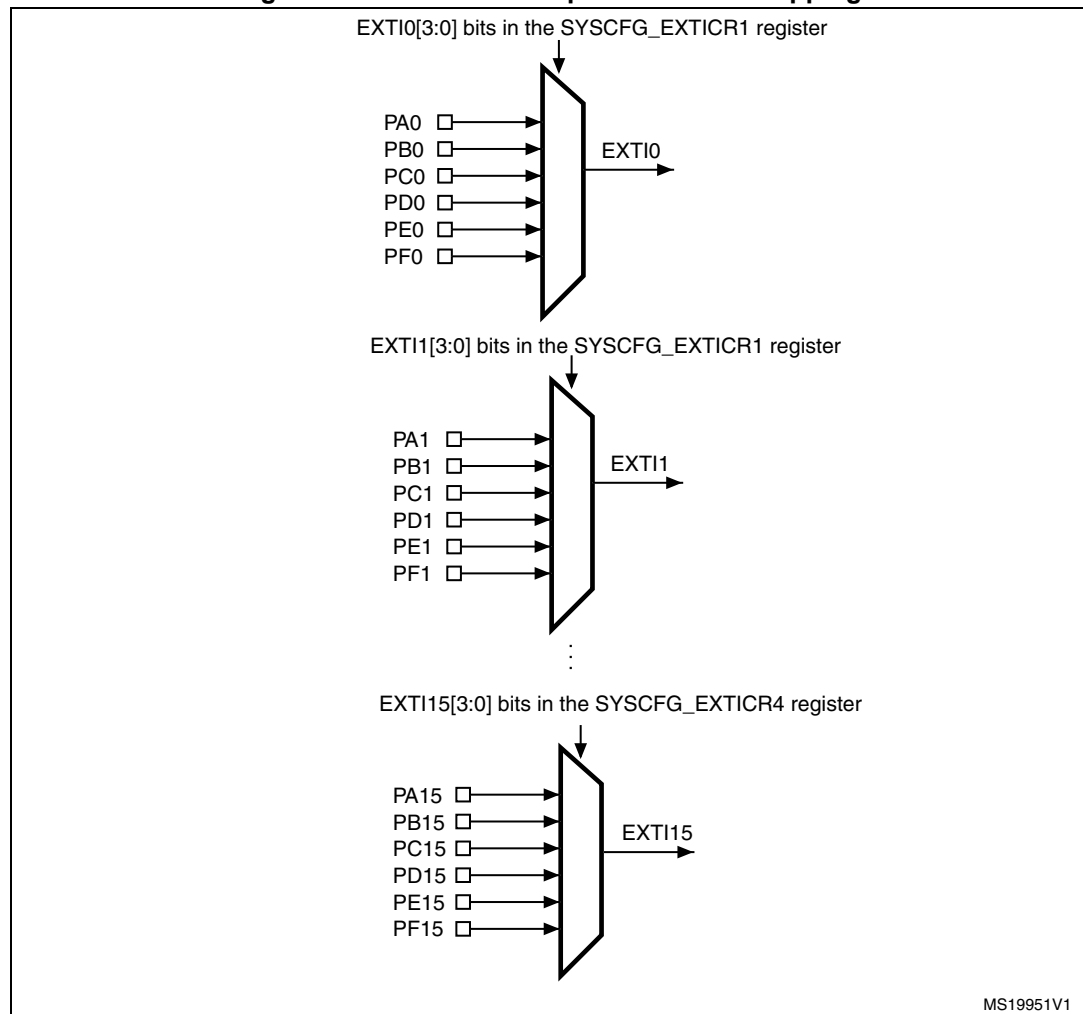 EXTI0[3:0] bits in the SYSCFG_EXTICR1 register
PA0
PB0
PC0
PD0
PE0
PF0
EXTI0
EXTI1[3:0] bits in the SYSCFG_EXTICR1 register
PA1
PB1
PC1
PD1
PE1
PF1
EXTI1
EXTI15[3:0] bits in the SYSCFG_EXTICR4 register
PA15
PB15
PC15
PD15
PE15
PF15
EXTI15
MS19951V1